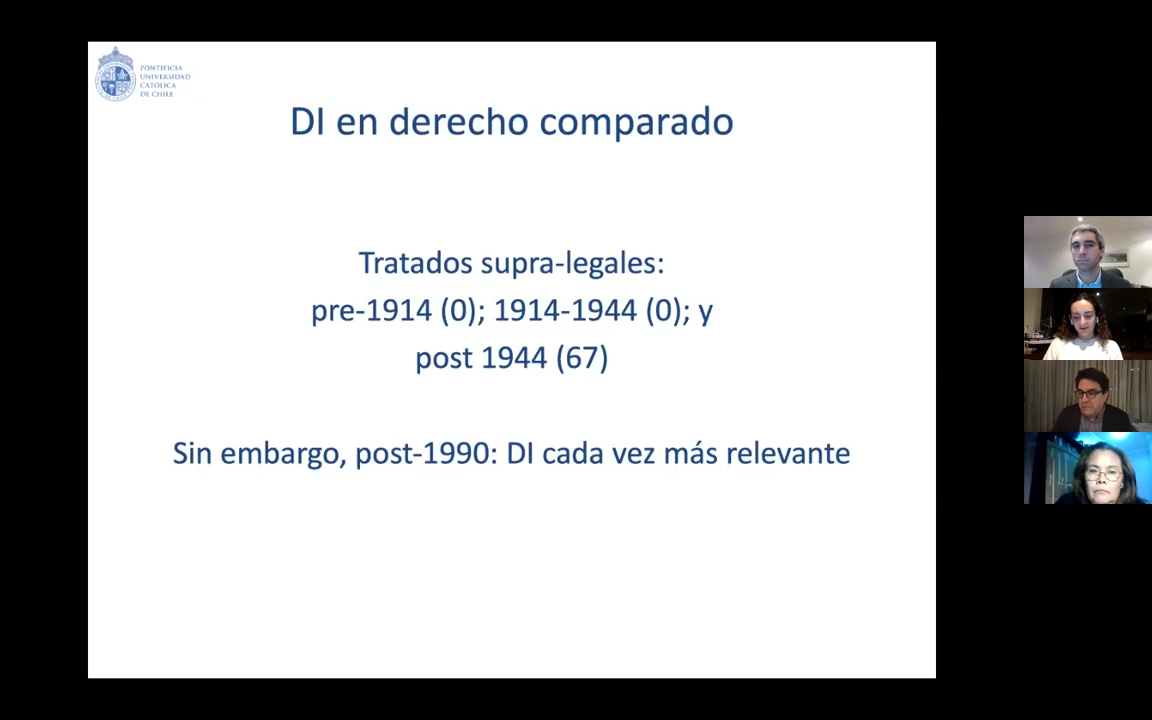 PONTIFICIA
UNIVERSIDAD
CATOLICA
DE CHILE
DI en derecho comparado
Tratados supra-legales:
pre-1914 (0); 1914-1944 (0); y
post 1944 (67)
Sin embargo, post-1990: DI cada vez más relevante